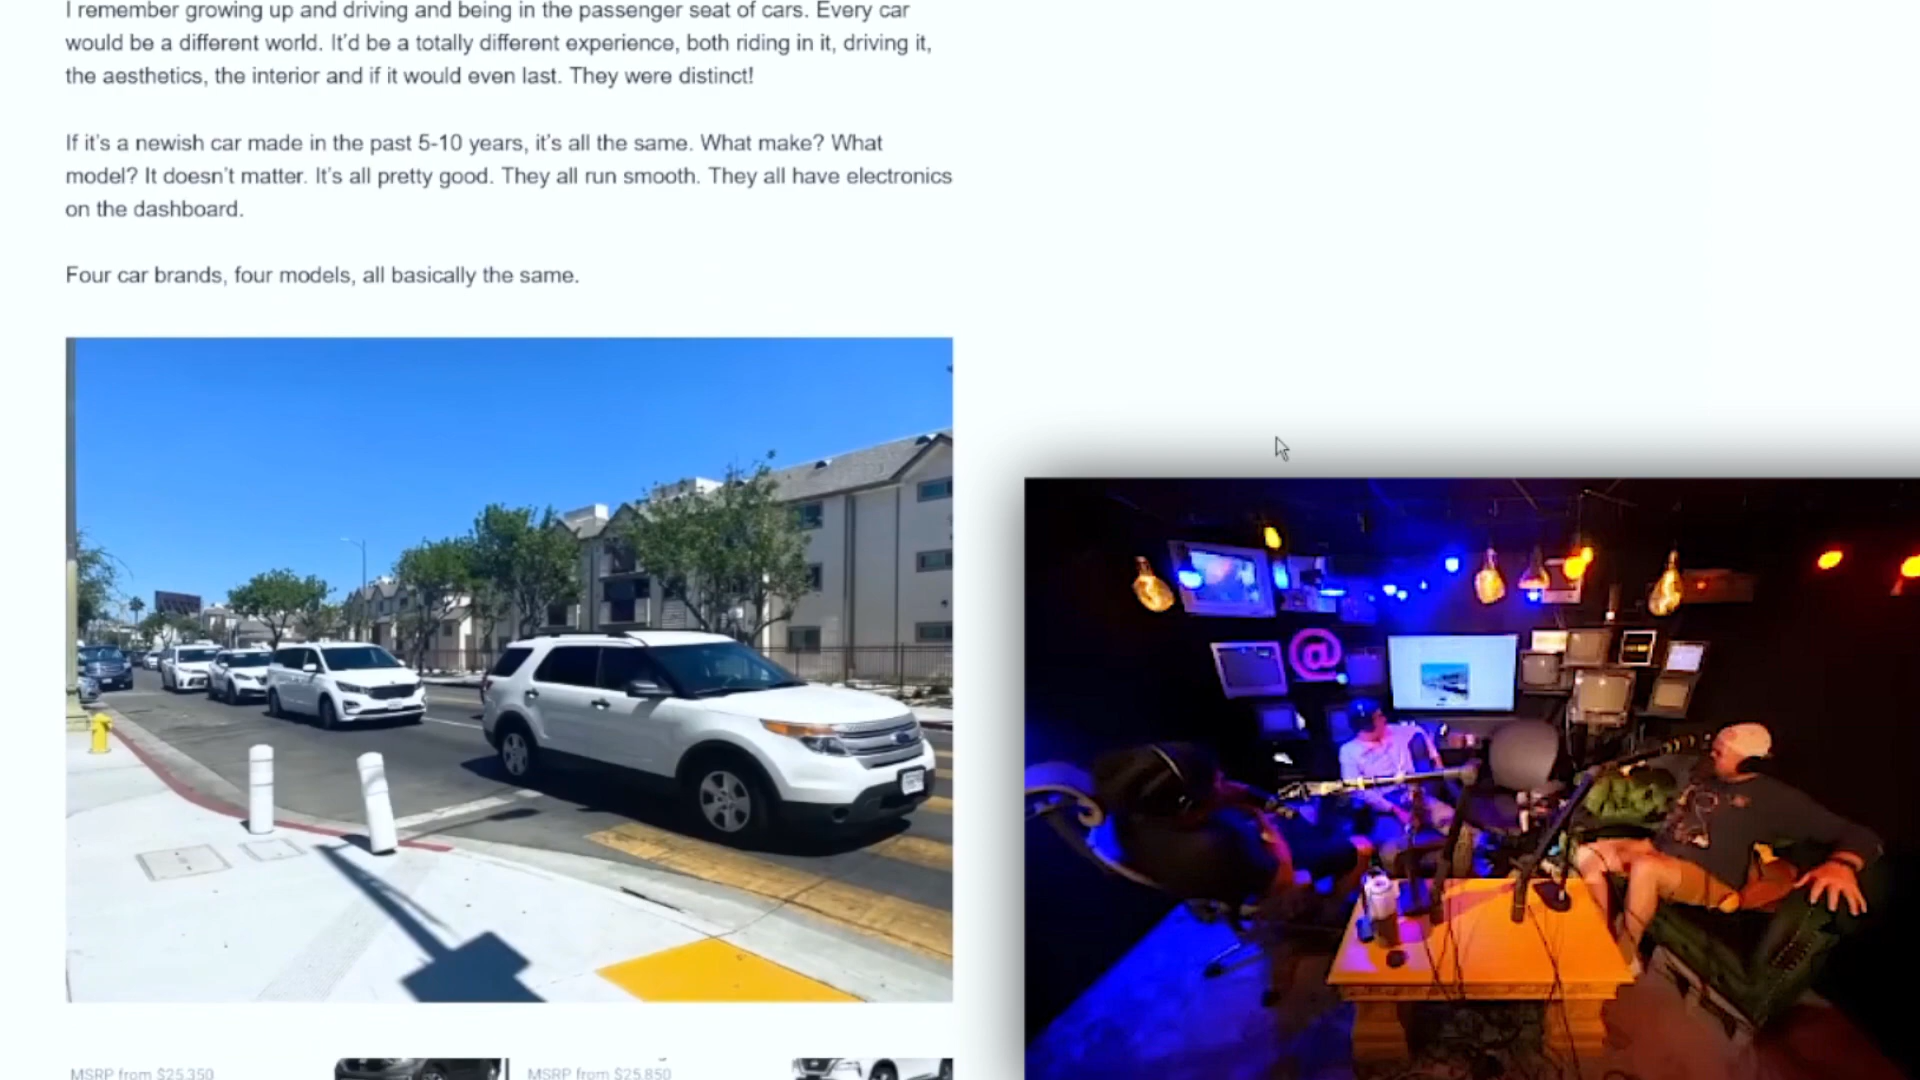 I remember growing up and driving and being in the passenger seat of cars. Every car
would be a different world. It'd be a totally different experience, both riding in it, driving it,
the aesthetics, the interior and if it would even last. They were distinct!
If it's a newish car made in the past 5-10 years, it's all the same. What make? What
model? It doesn't matter. It's all pretty good. They all run smooth. They all have electronics
on the dashboard.
Four car brands, four models, all basically the same.
@
MSRP from $25,350
MSRP from $25,850